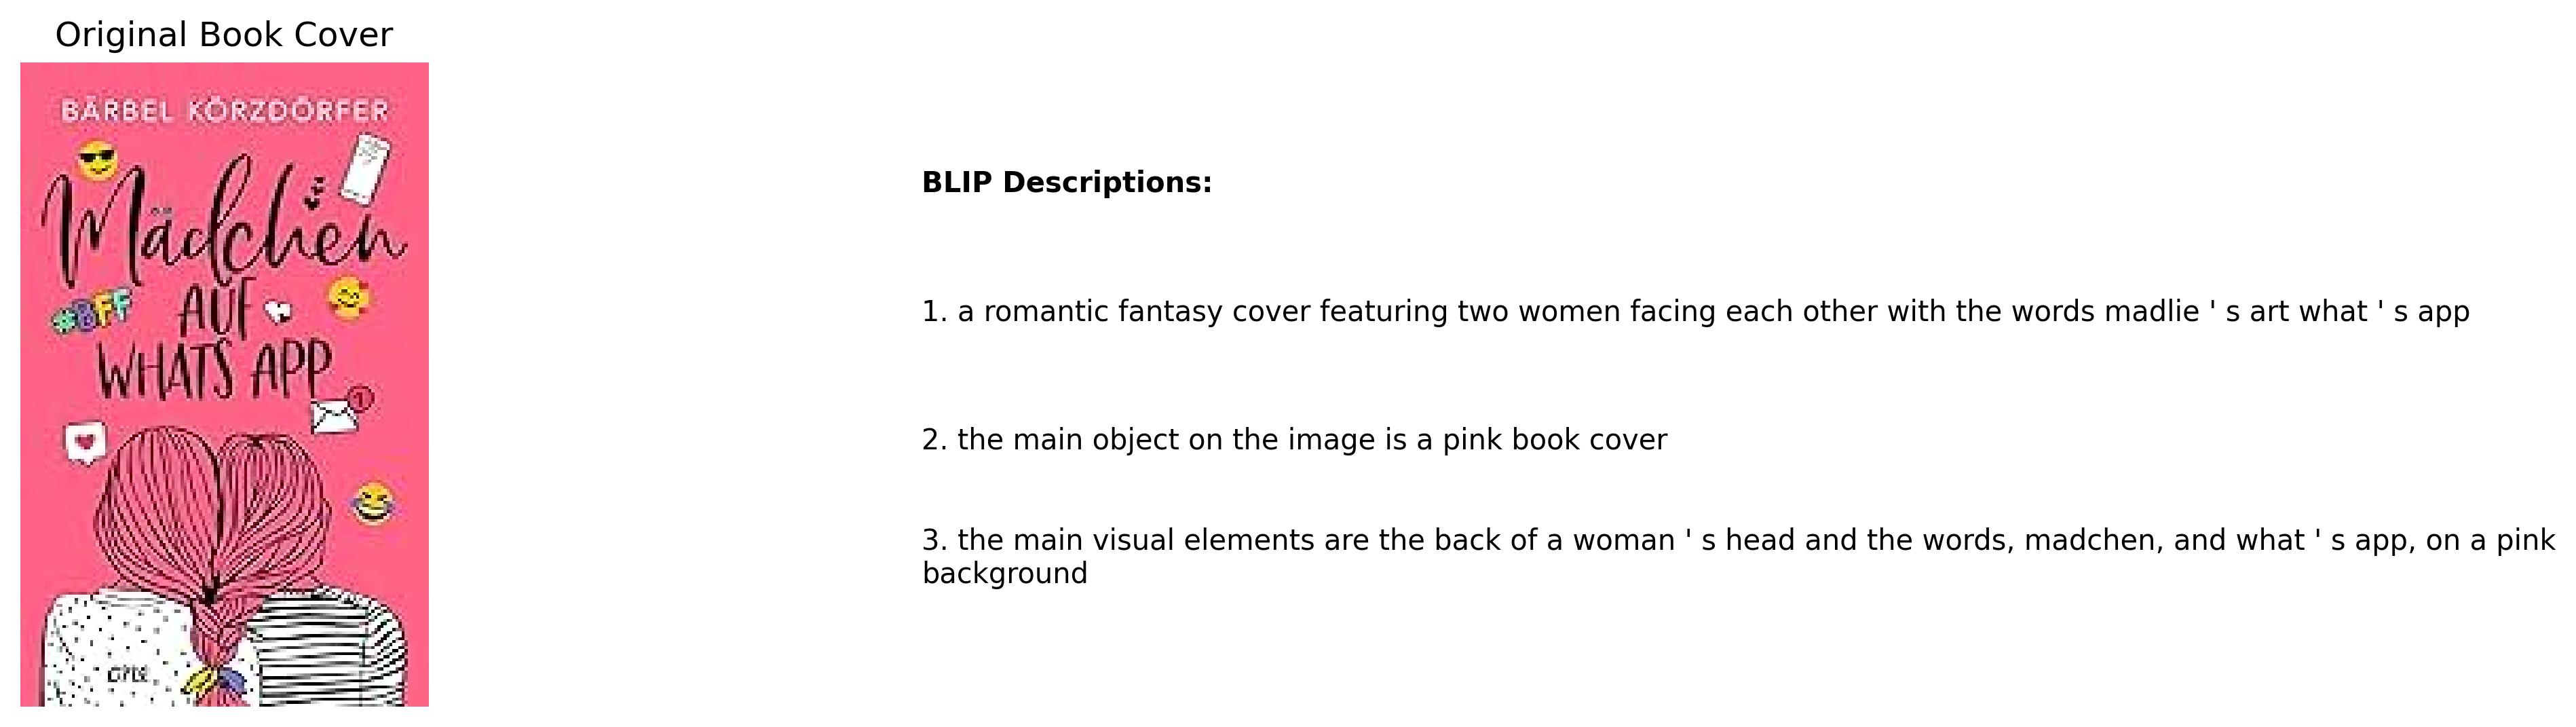 Original Book Cover
BÄRBEL KÖRZDÖRFER
Mädchen
#BFF
AUF
WHATS APP
1
one
BLIP Descriptions:
1. a romantic fantasy cover featuring two women facing each other with the words madlie ' s art what ' s app
2. the main object on the image is a pink book cover
3. the main visual elements are the back of a woman ' s head and the words, madchen, and what ' s app, on a pink
background